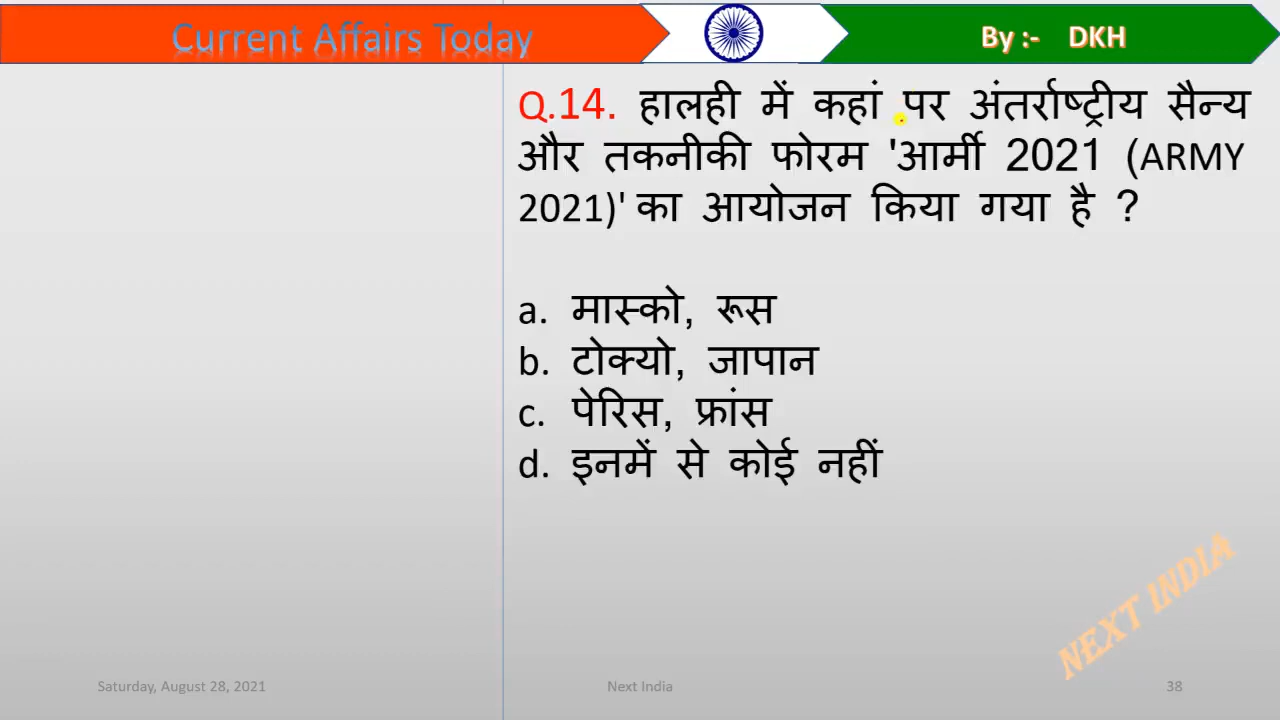 Current Affairs Today
By :- DKH
Q.14. हालही में कहां पर अंतर्राष्ट्रीय सैन्य
और तकनीकी फोरम 'आर्मी 2021 (ARMY
2021)' का आयोजन किया गया है ?
a. मास्को, रूस
b. टोक्यो, जापान
c. पेरिस, फ्रांस
d. इनमें से कोई नहीं
NEXT INDIA
Saturday, August 28, 2021
Next India
38